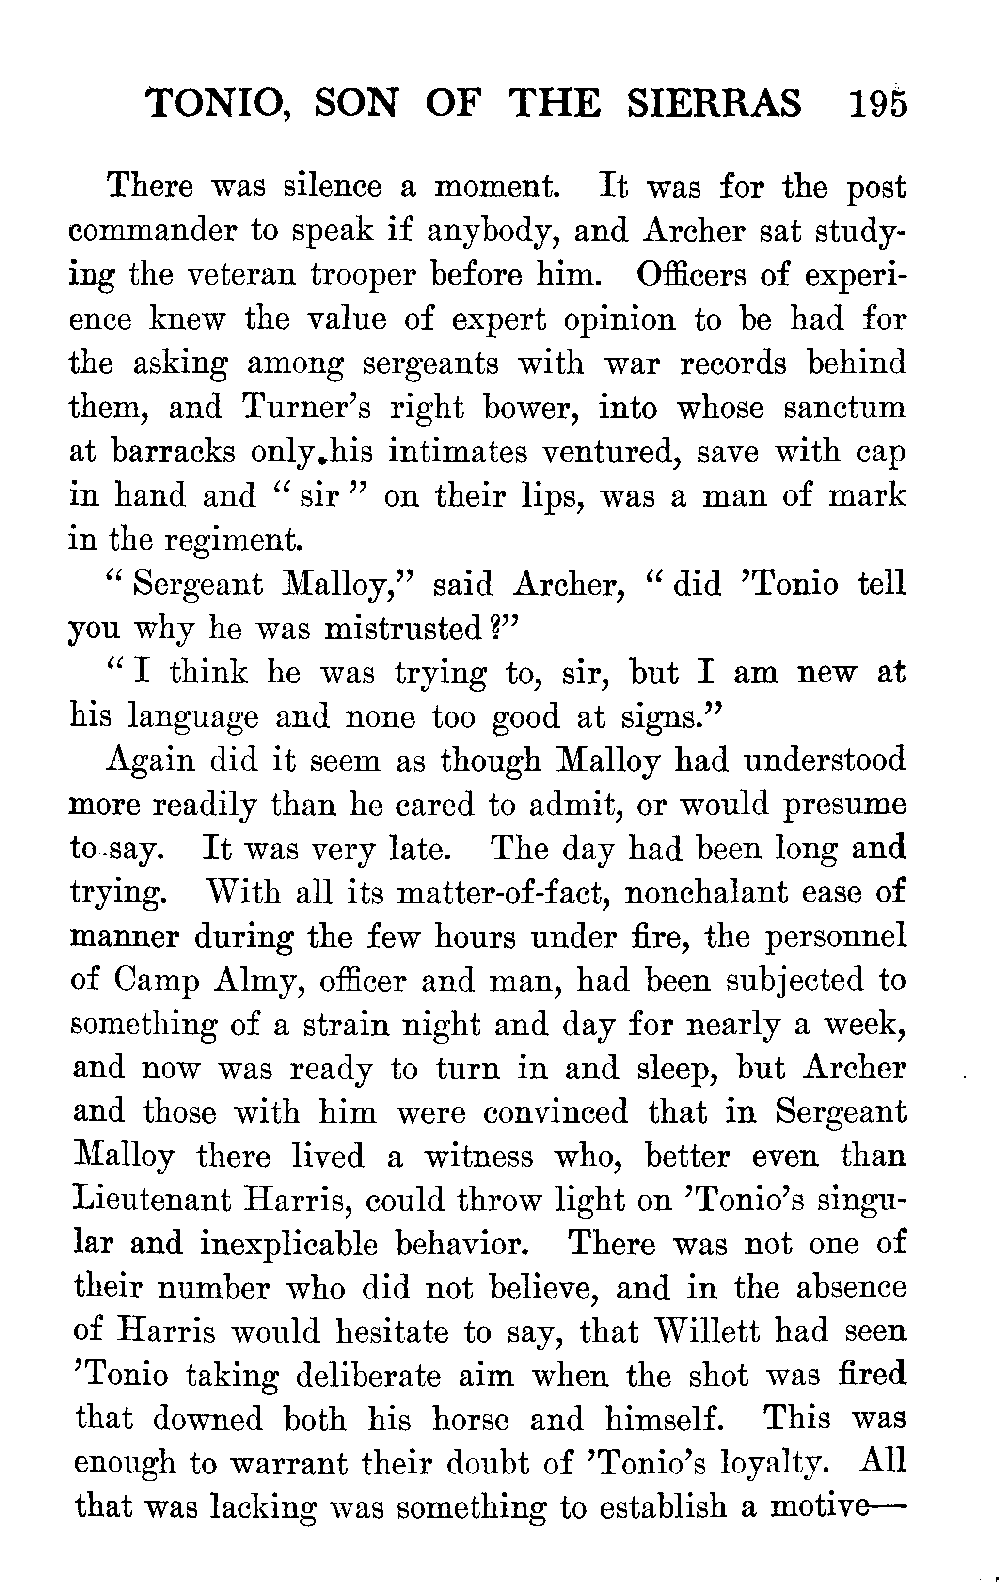 TONIO, SON OF THE SIERRAS 195
There was silence a moment. It was for the post
commander to speak if anybody, and Archer sat study-
ing the veteran trooper before him. Officers of experi-
ence knew the value of expert opinion to be had for
the asking among sergeants with war records behind
them, and Turner's right bower, into whose sanctum
at barracks only his intimates ventured, save with cap
in hand and “ sir ” on their lips, was a man of mark
in the regiment.
“ Sergeant Malloy,” said Archer, “ did ’Tonio tell
you why he was mistrusted ?”
“ I think he was trying to, sir, but I am new at
his language and none too good at signs.”
Again did it seem as though Malloy had understood
more readily than he cared to admit, or would presume
to say. It was very late. The day had been long and
trying. With all its matter-of-fact, nonchalant ease of
manner during the few hours under fire, the personnel
of Camp Almy, officer and man, had been subjected to
something of a strain night and day for nearly a week,
and now was ready to turn in and sleep, but Archer
and those with him were convinced that in Sergeant
Malloy there lived a witness who, better even than
Lieutenant Harris, could throw light on ’Tonio’s singu-
lar and inexplicable behavior. There was not one of
their number who did not believe, and in the absence
of Harris would hesitate to say, that Willett had seen
’Tonio taking deliberate aim when the shot was fired
that downed both his horse and himself. This was
enough to warrant their doubt of ’Tonio’s loyalty. All
that was lacking was something to establish a motive—